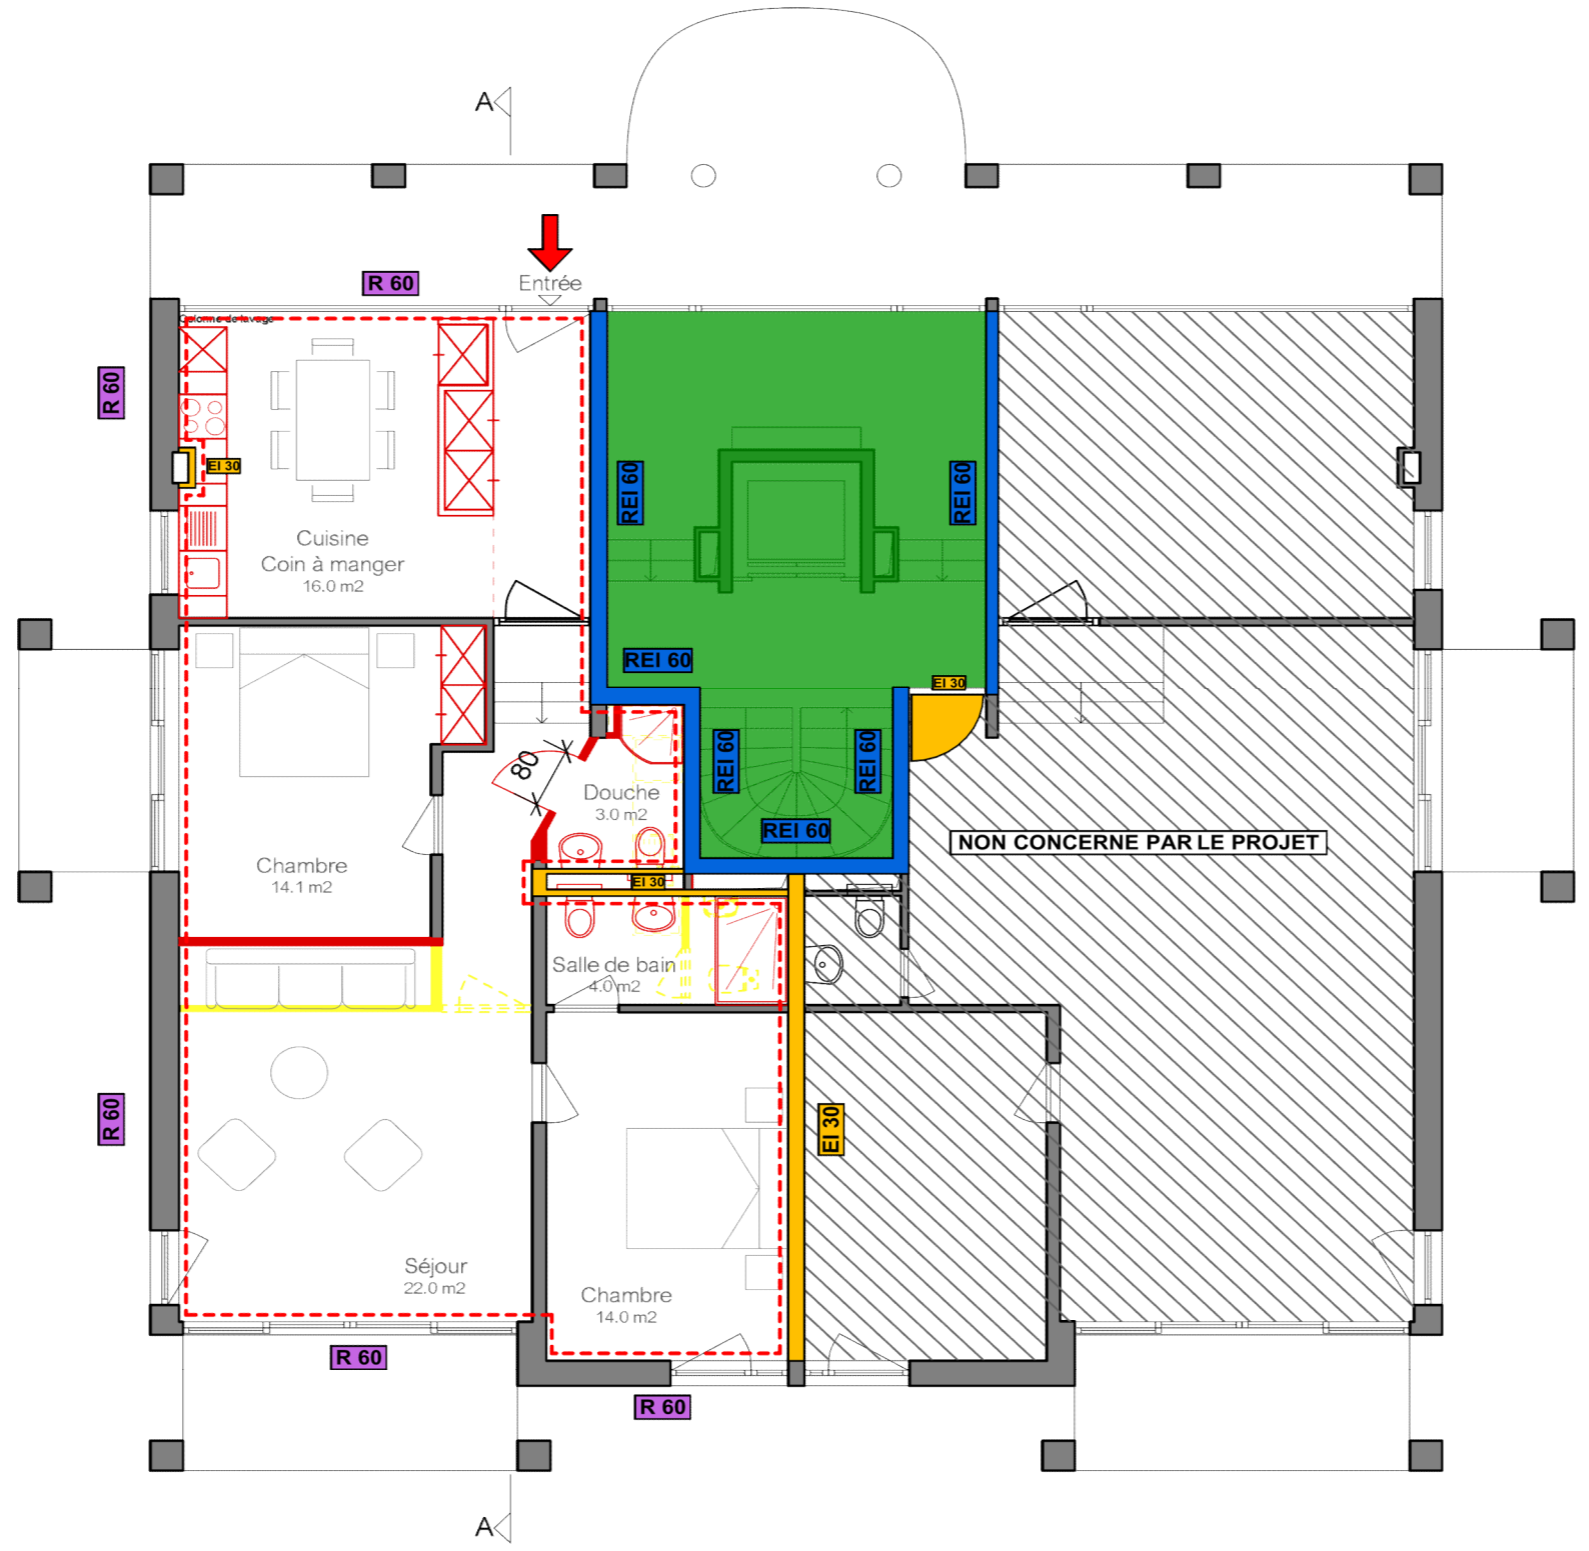 A
R 60
Entrée
Colonne de lavage
R 60
EI 30
REI 60
REI 60
Cuisine
Coin à manger
16.0 m2
REI 60
EI 30
80
REI 60
REI 60
Douche
3.0 m2
REI 60
NON CONCERNE PAR LE PROJET
Chambre
14.1 m2
EI 30
Salle de bain
4.0 m2
R 60
EI 30
Séjour
22.0 m2
Chambre
14.0 m2
R 60
R 60
A